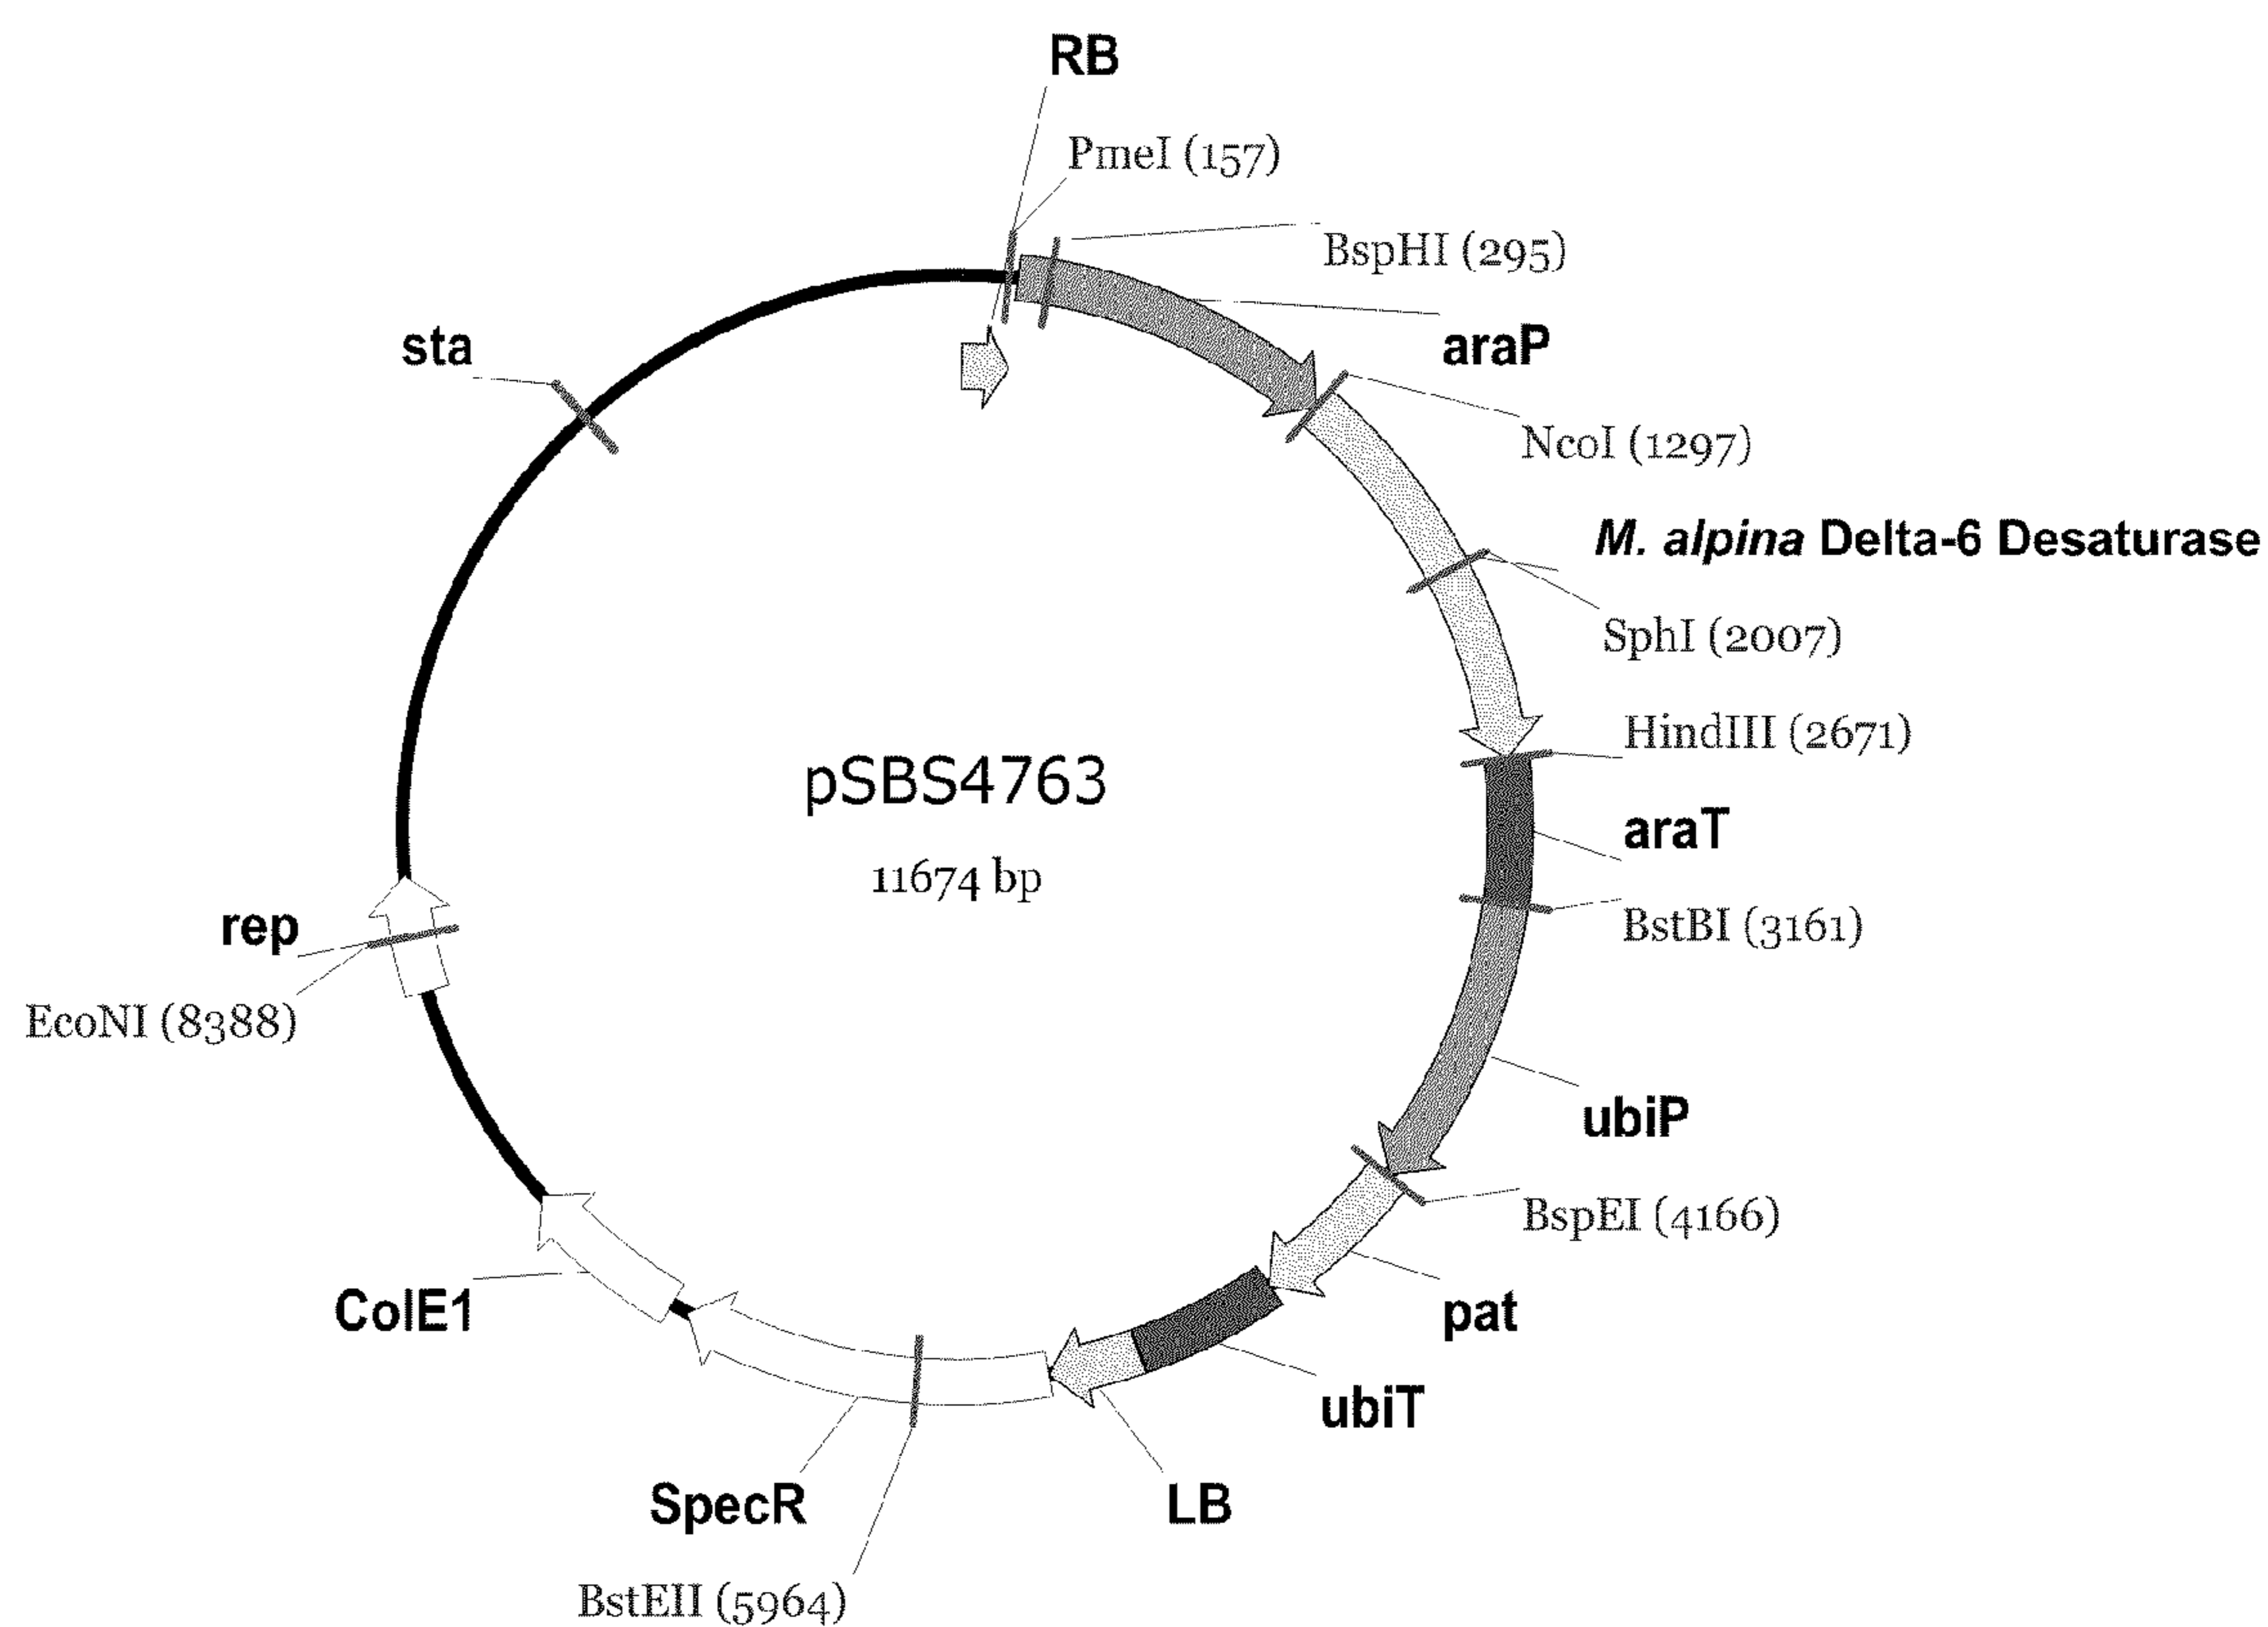 RB
PmeI (157)
BspHI (295)
araP
sta
NcoI (1297)
M. alpina Delta-6 Desaturase
SphI (2007)
HindIII (2671)
pSBS4763
araT
11674 bp
rep
BstBI (3161)
EcoNI (8388)
ubiP
BspEI (4166)
ColE1
pat
ubiT
SpecR
LB
BstEII (5964)